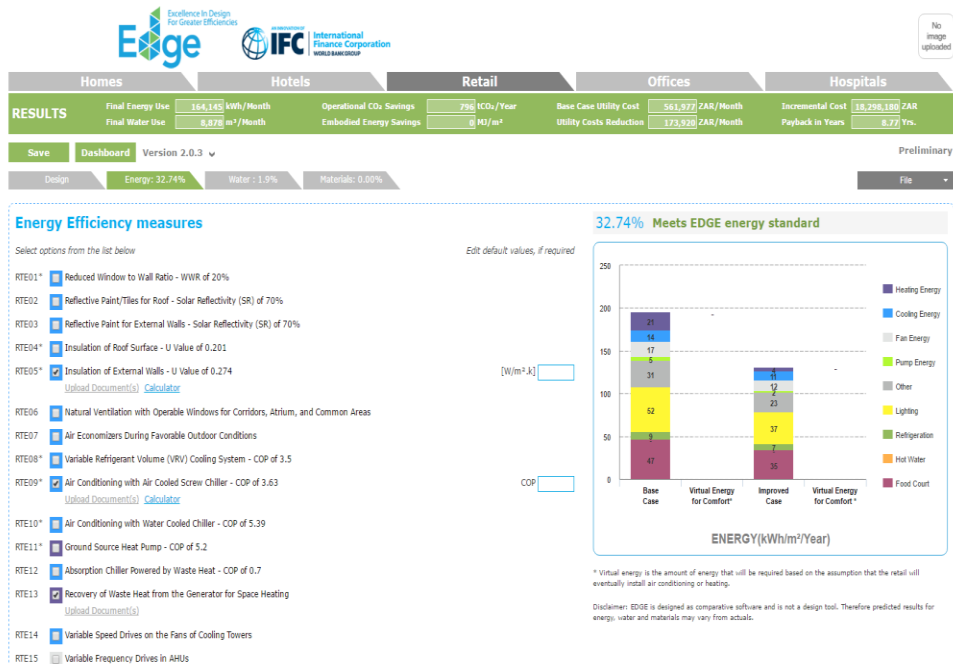 Edge
Excellence In Design
For Greater Efficiencies
AN INNOVATION OF
IFC
International
Finance Corporation
WORLD BANK GROUP
No
image
uploaded
Homes Hotels Retail Offices Hospitals
RESULTS
Final Energy Use 164,145 kWh/Month Operational CO₂ Savings 796 tCO₂/Year Base Case Utility Cost 561,977 ZAR/Month Incremental Cost 18,298,180 ZAR
Final Water Use 8,878 m³/Month Embodied Energy Savings 0 MJ/m² Utility Costs Reduction 173,920 ZAR/Month Payback in Years 8.77 Yrs.
Save Dashboard Version 2.0.3 Preliminary
Design Energy: 32.74% Water : 1.9% Materials: 0.00% File
Energy Efficiency measures
Select options from the list below Edit default values, if required
RTE01* Reduced Window to Wall Ratio - WWR of 20%
RTE02 Reflective Paint/Tiles for Roof - Solar Reflectivity (SR) of 70%
RTE03 Reflective Paint for External Walls - Solar Reflectivity (SR) of 70%
RTE04* Insulation of Roof Surface - U Value of 0.201
RTE05* Insulation of External Walls - U Value of 0.274 [W/m².k]
Upload Document(s) Calculator
RTE06 Natural Ventilation with Operable Windows for Corridors, Atrium, and Common Areas
RTE07 Air Economizers During Favorable Outdoor Conditions
RTE08* Variable Refrigerant Volume (VRV) Cooling System - COP of 3.5
RTE09* Air Conditioning with Air Cooled Screw Chiller - COP of 3.63 COP
Upload Document(s) Calculator
RTE10* Air Conditioning with Water Cooled Chiller - COP of 5.39
RTE11* Ground Source Heat Pump - COP of 5.2
RTE12 Absorption Chiller Powered by Waste Heat - COP of 0.7
RTE13 Recovery of Waste Heat from the Generator for Space Heating
Upload Document(s)
RTE14 Variable Speed Drives on the Fans of Cooling Towers
RTE15 Variable Frequency Drives in AHUs
32.74% Meets EDGE energy standard
250
200
150
100
50
0
21
14
17
5
31
52
9
47
4
11
12
2
23
37
7
35
Base
Case
Virtual Energy
for Comfort*
Improved
Case
Virtual Energy
for Comfort *
Heating Energy
Cooling Energy
Fan Energy
Pump Energy
Other
Lighting
Refrigeration
Hot Water
Food Court
ENERGY(kWh/m²/Year)
* Virtual energy is the amount of energy that will be required based on the assumption that the retail will
eventually install air conditioning or heating.
Disclaimer: EDGE is designed as comparative software and is not a design tool. Therefore predicted results for
energy, water and materials may vary from actuals.